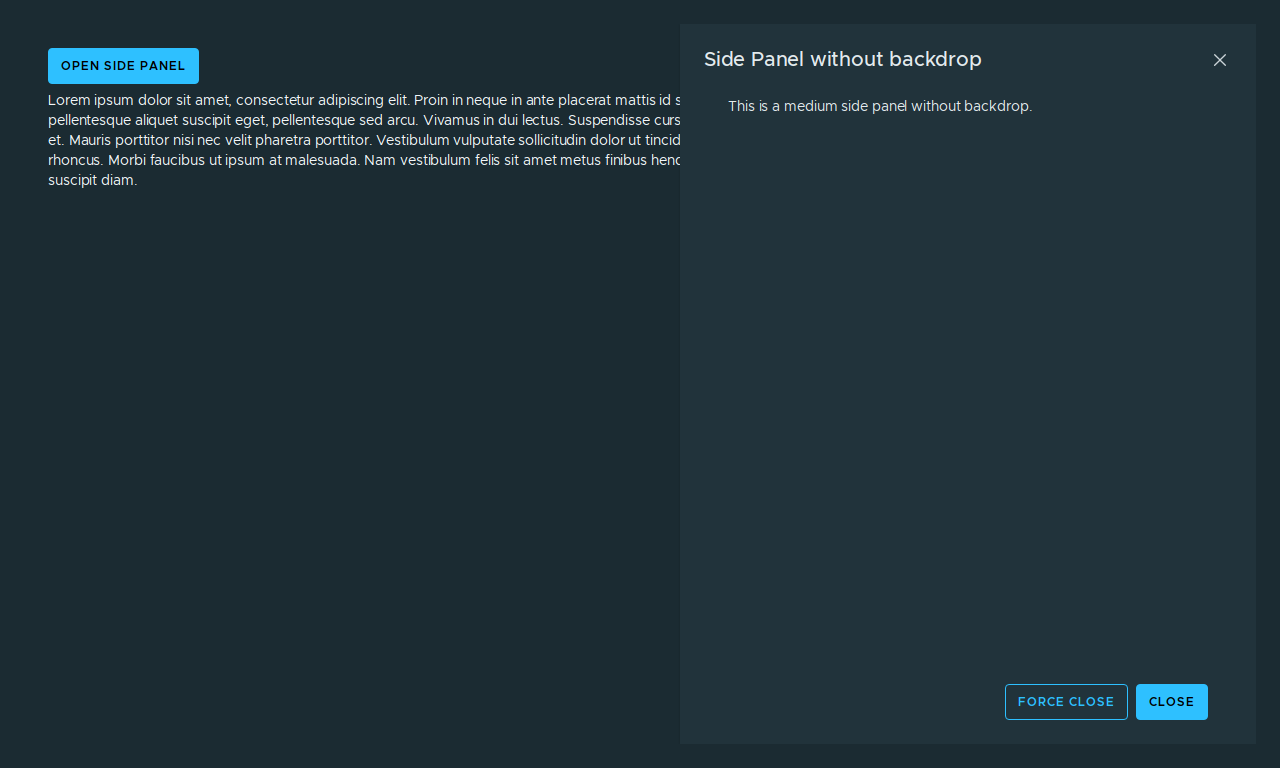 OPEN SIDE PANEL
Lorem ipsum dolor sit amet, consectetur adipiscing elit. Proin in neque in ante placerat mattis id
pellentesque aliquet suscipit eget, pellentesque sed arcu. Vivamus in dui lectus. Suspendisse
et. Mauris porttitor nisi nec velit pharetra porttitor. Vestibulum vulputate sollicitudin dolor ut
rhoncus. Morbi faucibus ut ipsum at malesuada. Nam vestibulum felis sit amet metus finibus
suscipit diam.
Side Panel without backdrop
This is a medium side panel without backdrop.
FORCE CLOSE
CLOSE